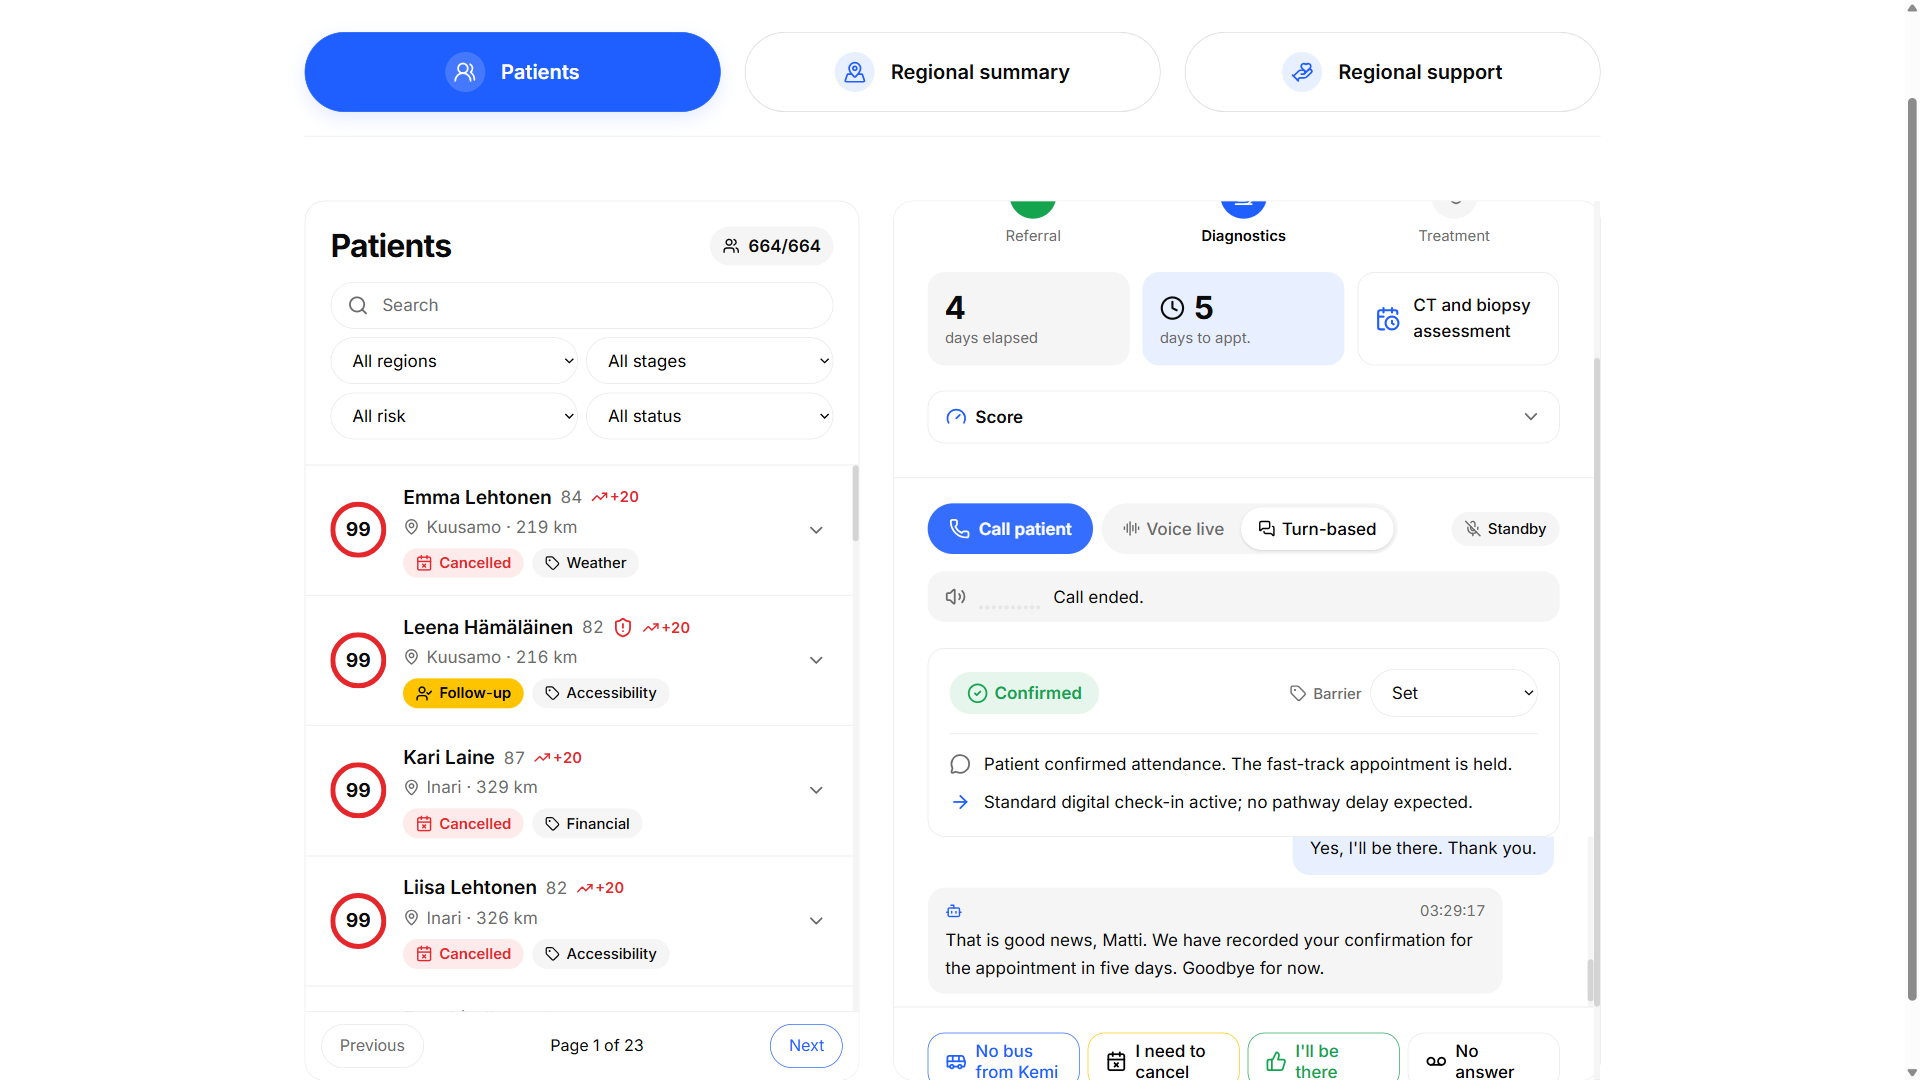 Patients
Regional summary
Regional support
Patients
664/664
Search
All regions
All stages
All risk
All status
99
Emma Lehtonen 84 +20
Kuusamo · 219 km
Cancelled
Weather
99
Leena Hämäläinen 82 +20
Kuusamo · 216 km
Follow-up
Accessibility
99
Kari Laine 87 +20
Inari · 329 km
Cancelled
Financial
99
Liisa Lehtonen 82 +20
Inari · 326 km
Cancelled
Accessibility
Previous
Page 1 of 23
Next
Referral
Diagnostics
Treatment
4
days elapsed
5
days to appt.
CT and biopsy
assessment
Score
Call patient
Voice live
Turn-based
Standby
Call ended.
Confirmed
Barrier
Set
Patient confirmed attendance. The fast-track appointment is held.
Standard digital check-in active; no pathway delay expected.
Yes, I'll be there. Thank you.
03:29:17
That is good news, Matti. We have recorded your confirmation for
the appointment in five days. Goodbye for now.
No bus
from Kemi
I need to
cancel
I'll be
there
No
answer